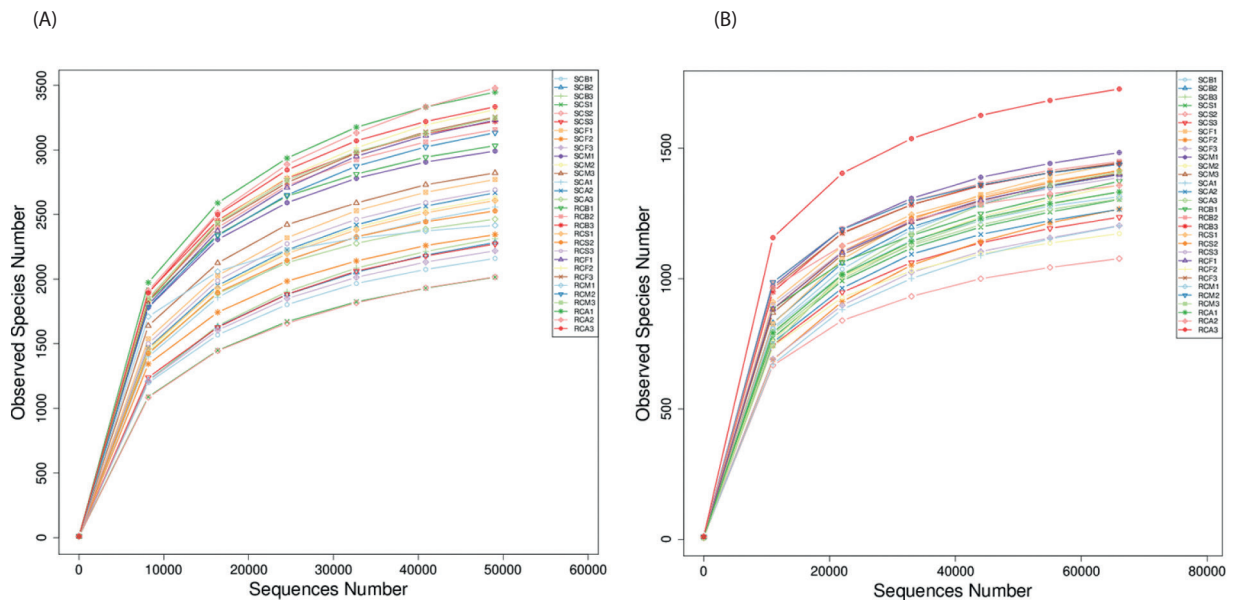 (A)
Observed Species Number
3500
3000
2500
2000
1500
1000
500
0
0 10000 20000 30000 40000 50000 60000
Sequences Number
SCB1
SCB2
SCB3
SCS1
SCS2
SCS3
SCF1
SCF2
SCF3
SCM1
SCM2
SCM3
SCA1
SCA2
SCA3
RCB1
RCB2
RCB3
RCS1
RCS2
RCS3
RCF1
RCF2
RCF3
RCM1
RCM2
RCM3
RCA1
RCA2
RCA3
(B)
Observed Species Number
1500
1000
500
0
0 20000 40000 60000 80000
Sequences Number
SCB1
SCB2
SCB3
SCS1
SCS2
SCS3
SCF1
SCF2
SCF3
SCM1
SCM2
SCM3
SCA1
SCA2
SCA3
RCB1
RCB2
RCB3
RCS1
RCS2
RCS3
RCF1
RCF2
RCF3
RCM1
RCM2
RCM3
RCA1
RCA2
RCA3